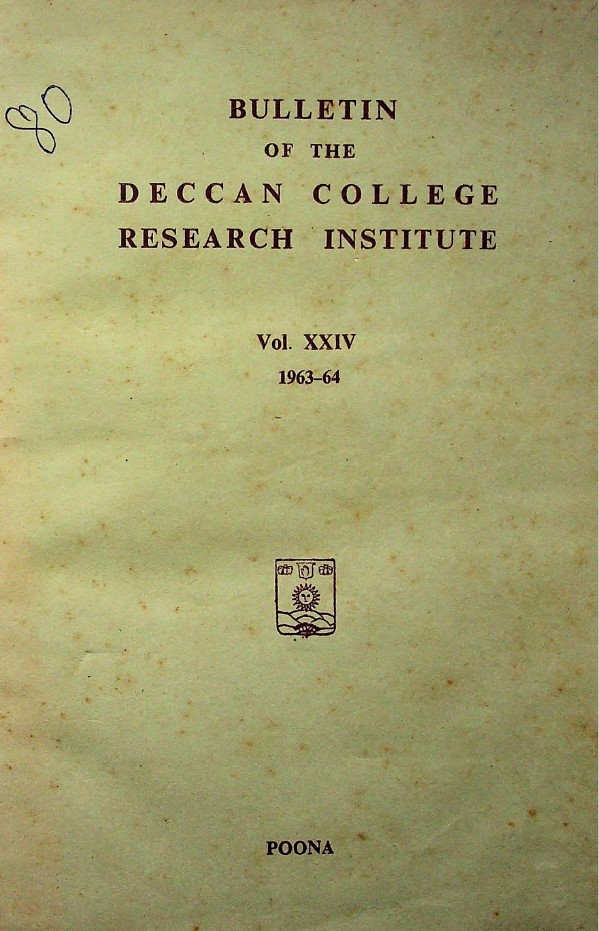 80
BULLETIN
OF THE
DECCAN COLLEGE
RESEARCH INSTITUTE
Vol. XXIV
1963-64
POONA